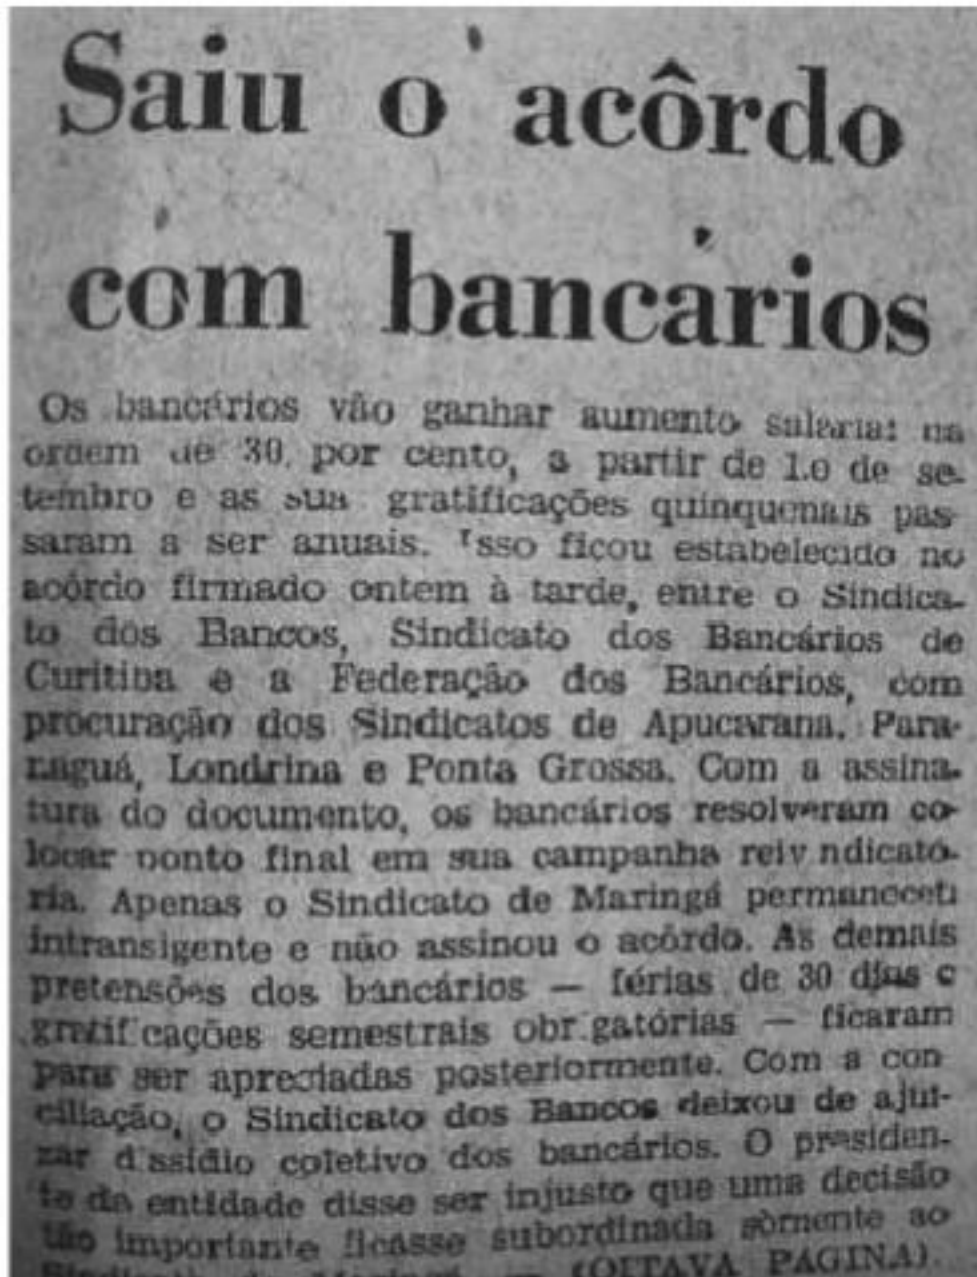 Saiu o acôrdo
com bancários
Os bancários vão ganhar aumento salarial na
ordem de 30 por cento, a partir de 1.o de se-
tembro e as sua gratificações quinquenais pas-
saram a ser anuais. Isso ficou estabelecido no
acôrdo firmado ontem à tarde, entre o Sindica-
to dos Bancos, Sindicato dos Bancários de
Curitiba e a Federação dos Bancários, com
procuração dos Sindicatos de Apucarana, Para-
naguá, Londrina e Ponta Grossa. Com a assina-
tura do documento, os bancários resolveram co-
locar ponto final em sua campanha reivindicató-
ria. Apenas o Sindicato de Maringá permaneceu
intransigente e não assinou o acôrdo. As demais
pretensões dos bancários — férias de 30 dias e
gratificações semestrais obrigatórias — ficaram
para ser apreciadas posteriormente. Com a con
ciliação, o Sindicato dos Bancos deixou de ajui-
zar dissídio coletivo dos bancários. O presiden-
te da entidade disse ser injusto que uma decisão
tão importante ficasse subordinada sòmente ao
(OITAVA PÁGINA).